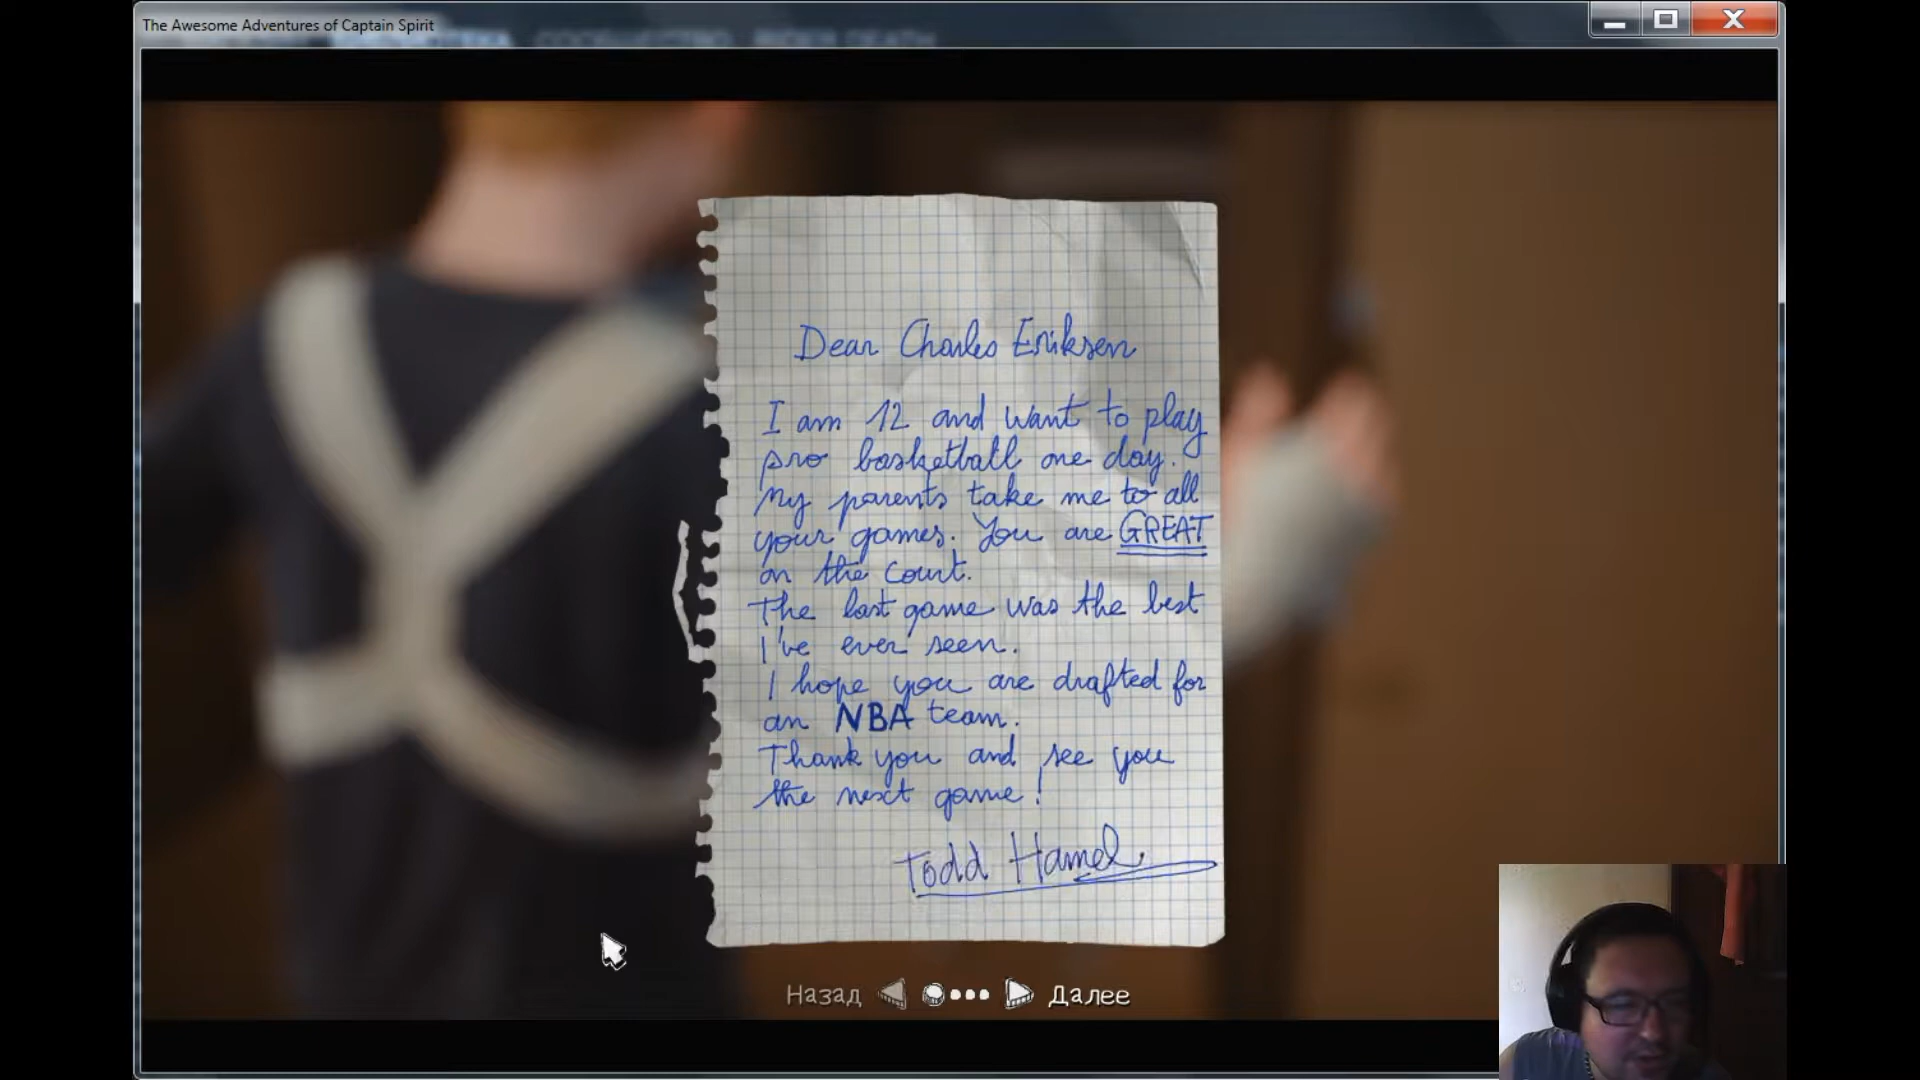 The Awesome Adventures of Captain Spirit
Dear Charles Eriksen
I am 12 and want to play
pro basketball one day.
My parents take me to all
your games. You are GREAT
on the court.
The last game was the best
I've ever seen.
I hope you are drafted for
an NBA team.
Thank you and see you
the next game!
Todd Hamel
Назад Далее